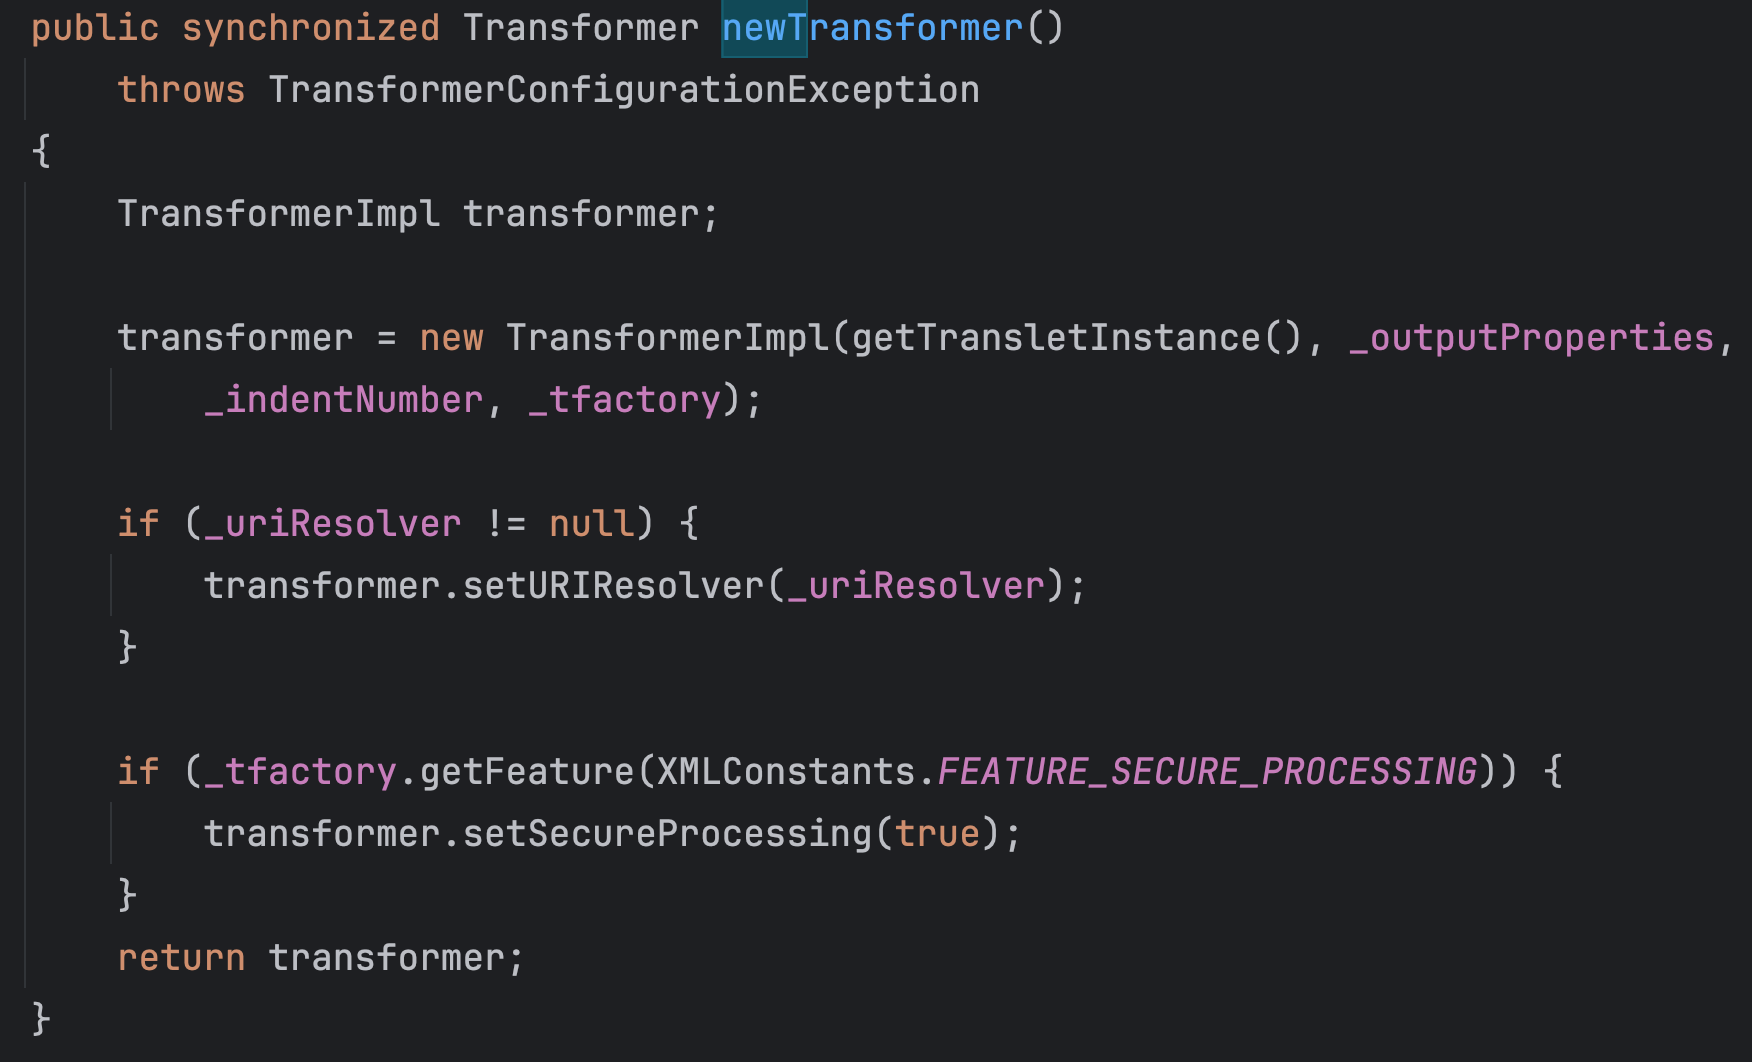 public synchronized Transformer newTransformer()
    throws TransformerConfigurationException
{
    TransformerImpl transformer;

    transformer = new TransformerImpl(getTransletInstance(), _outputProperties,
        _indentNumber, _tfactory);

    if (_uriResolver != null) {
        transformer.setURIResolver(_uriResolver);
    }

    if (_tfactory.getFeature(XMLConstants.FEATURE_SECURE_PROCESSING)) {
        transformer.setSecureProcessing(true);
    }
    return transformer;
}